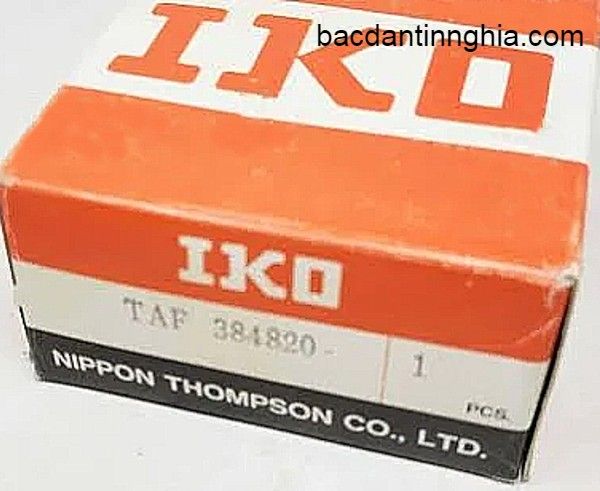 bacdantinnghia.com
IKO
IKO
TAF 384820- 1
PCS.
NIPPON THOMPSON CO., LTD.